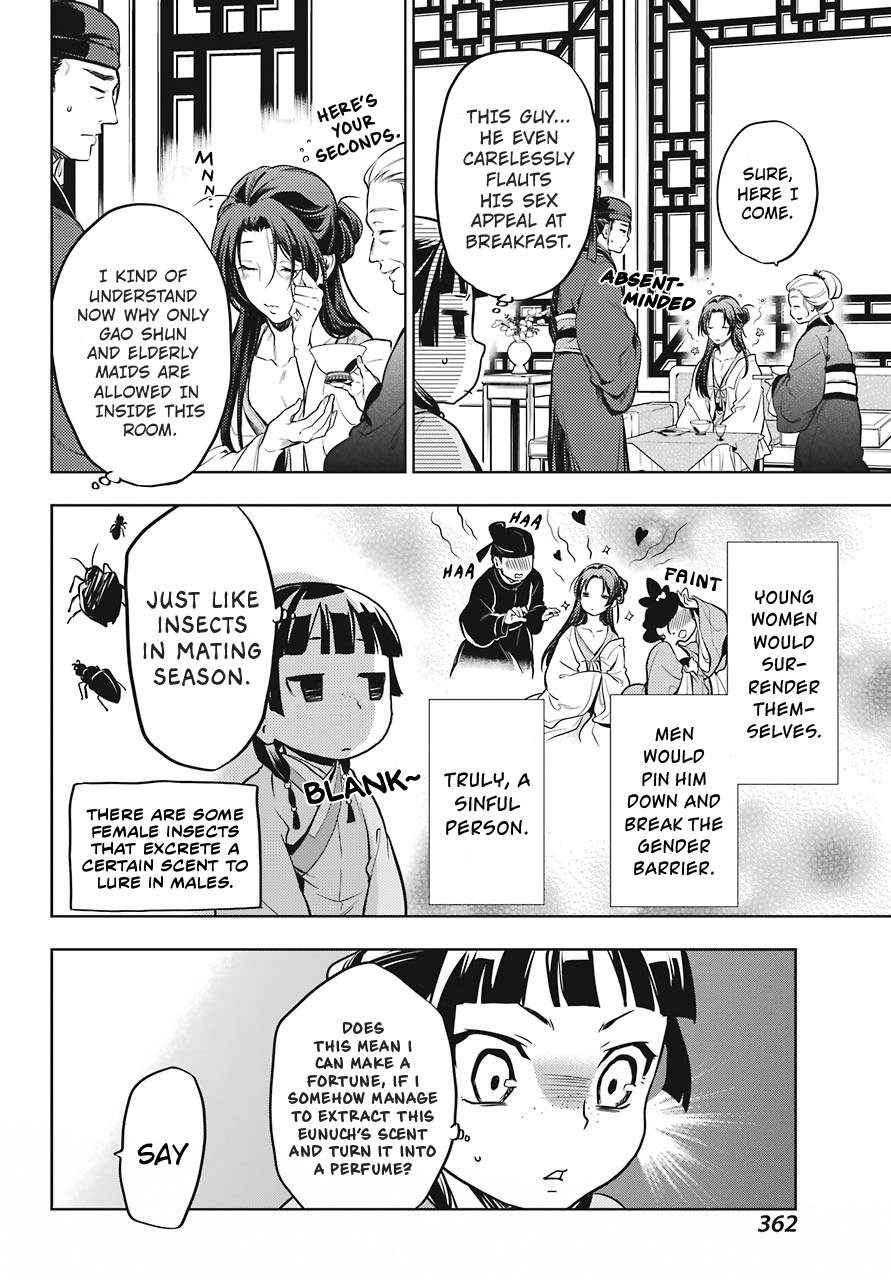 SURE,
HERE I
COME.
THIS GUY...
HE EVEN
CARELESSLY
FLAUTS
HIS SEX
APPEAL AT
BREAKFAST.
ABSENT-
MINDED
HERE'S
YOUR
SECONDS.
MNN...
I KIND OF
UNDERSTAND
NOW WHY ONLY
GAO SHUN
AND ELDERLY
MAIDS ARE
ALLOWED IN
INSIDE THIS
ROOM.
YOUNG
WOMEN
WOULD
SUR-
RENDER
THEM-
SELVES.
FAINT
HAA
HAA
MEN
WOULD
PIN HIM
DOWN AND
BREAK THE
GENDER
BARRIER.
TRULY, A
SINFUL
PERSON.
JUST LIKE
INSECTS
IN MATING
SEASON.
BLANK~
THERE ARE SOME
FEMALE INSECTS
THAT EXCRETE A
CERTAIN SCENT TO
LURE IN MALES.
DOES
THIS MEAN I
CAN MAKE A
FORTUNE, IF I
SOMEHOW MANAGE
TO EXTRACT THIS
EUNUCH'S SCENT
AND TURN IT INTO
A PERFUME?
SAY
362